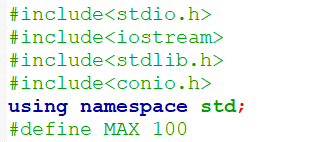 #include<stdio.h>
#include<iostream>
#include<stdlib.h>
#include<conio.h>
using namespace std;
#define MAX 100